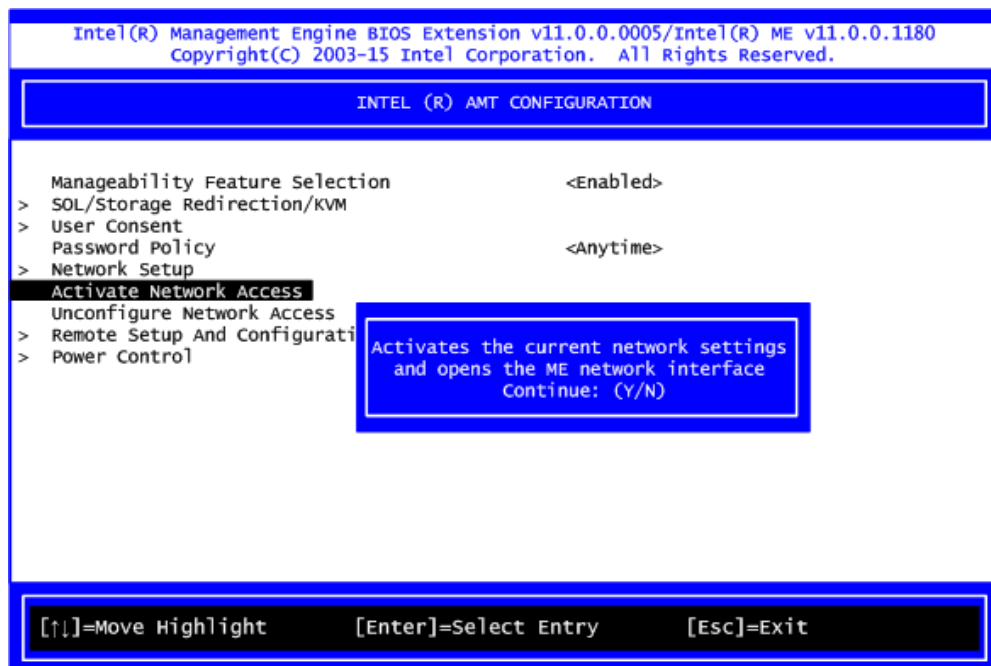 Intel(R) Management Engine BIOS Extension v11.0.0.0005/Intel(R) ME v11.0.0.1180
Copyright(C) 2003-15 Intel Corporation. All Rights Reserved.
INTEL (R) AMT CONFIGURATION
Manageability Feature Selection <Enabled>
> SOL/Storage Redirection/KVM
> User Consent
Password Policy <Anytime>
> Network Setup
Activate Network Access
Unconfigure Network Access
> Remote Setup And Configurati
> Power Control
Activates the current network settings
and opens the ME network interface
Continue: (Y/N)
[↑↓]=Move Highlight [Enter]=Select Entry [Esc]=Exit